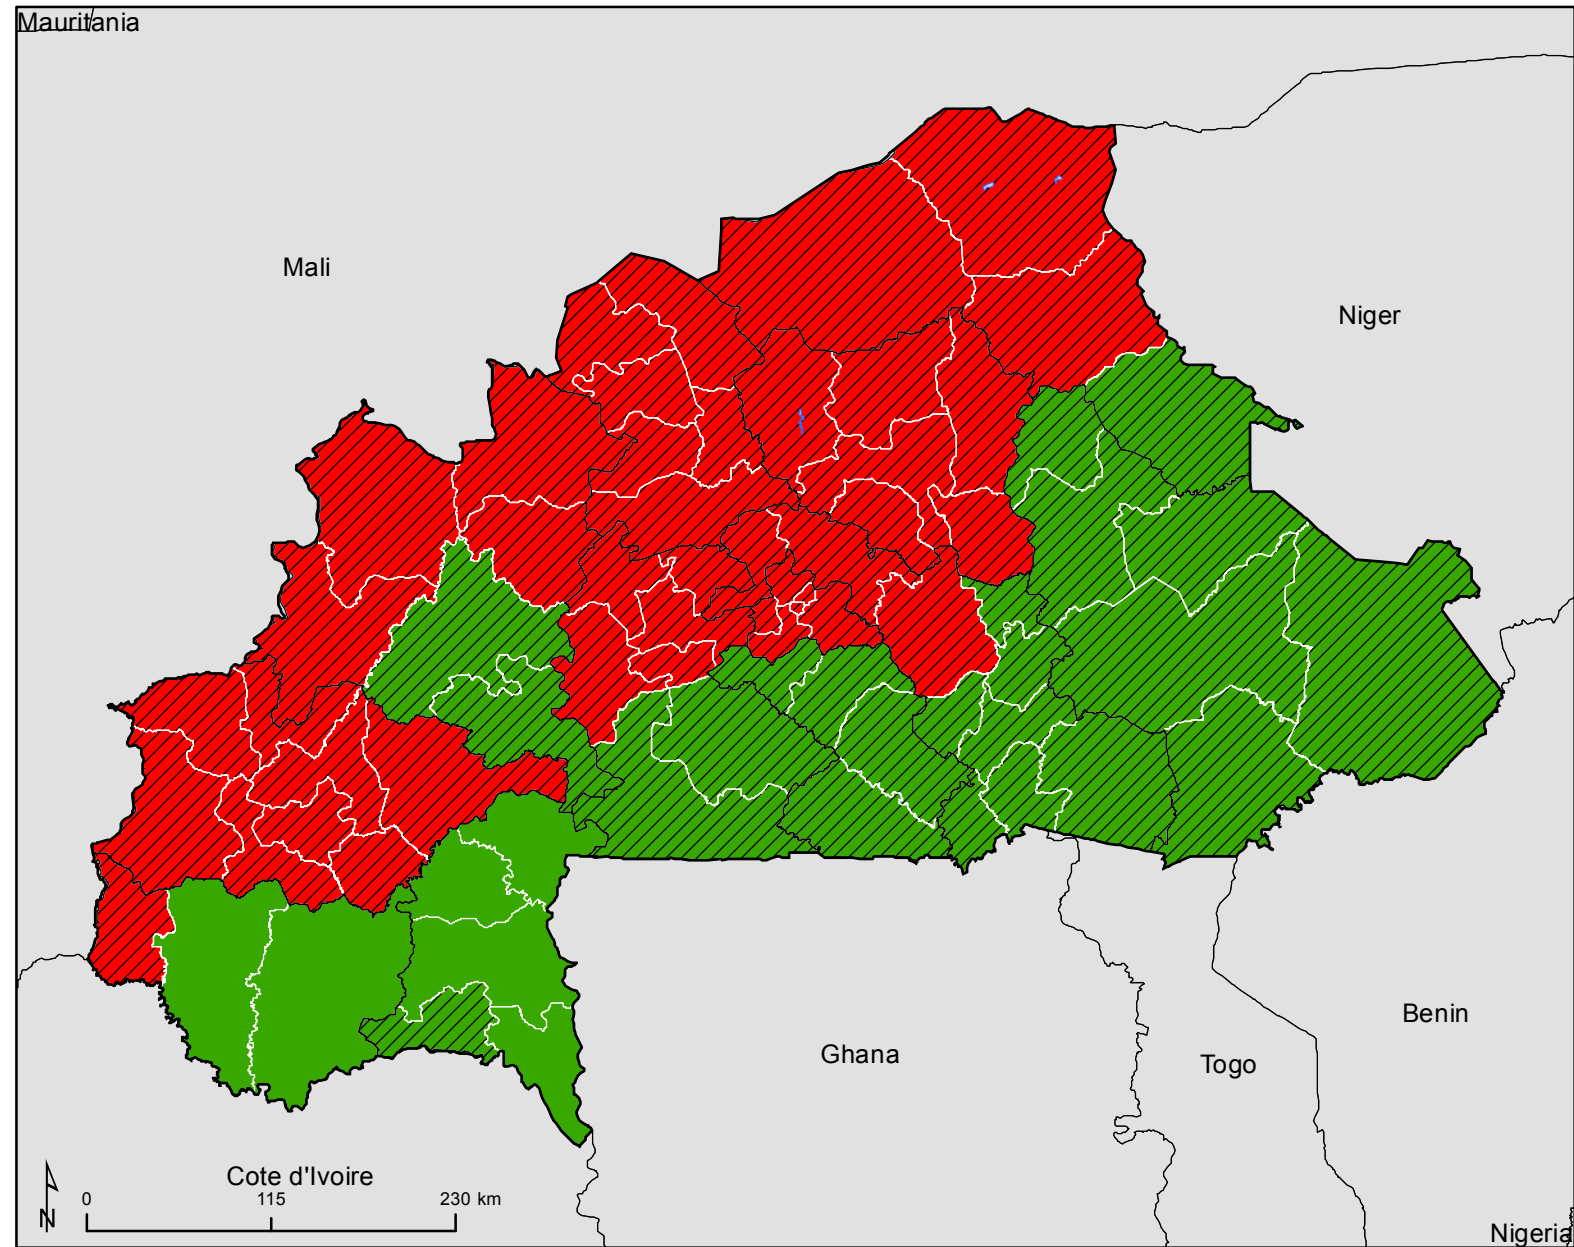 Mauritania
Mali
Niger
Benin
Ghana
Togo
Cote d'Ivoire
0 115 230 km
N
Nigeria